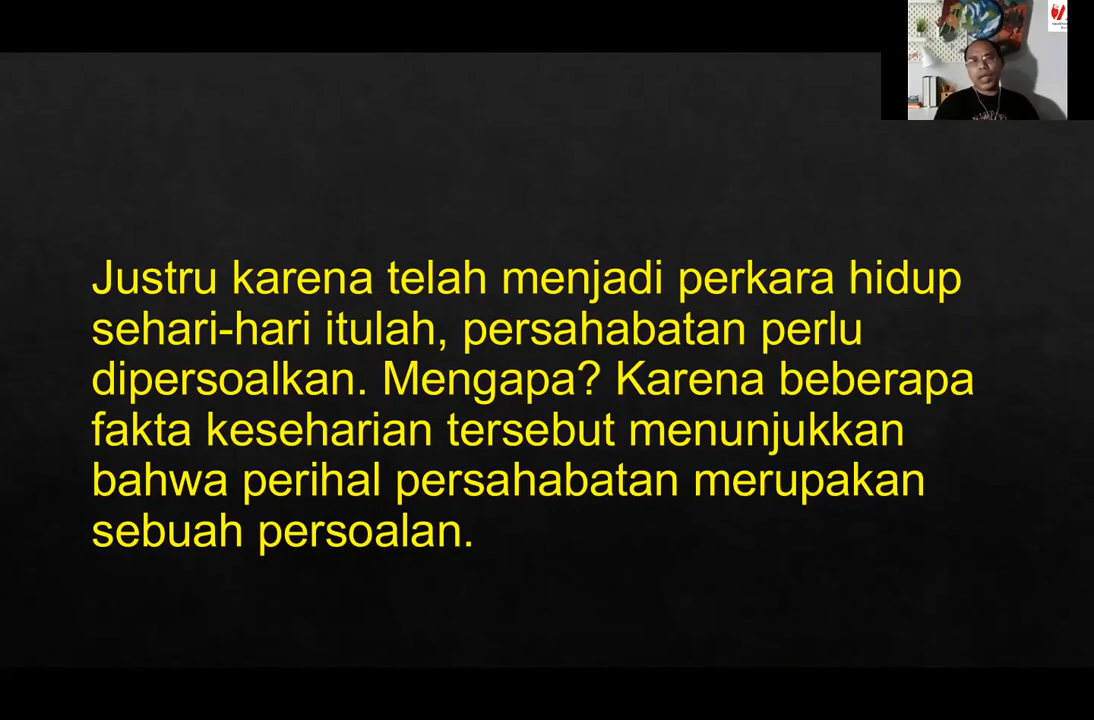 Justru karena telah menjadi perkara hidup
sehari-hari itulah, persahabatan perlu
dipersoalkan. Mengapa? Karena beberapa
fakta keseharian tersebut menunjukkan
bahwa perihal persahabatan merupakan
sebuah persoalan.